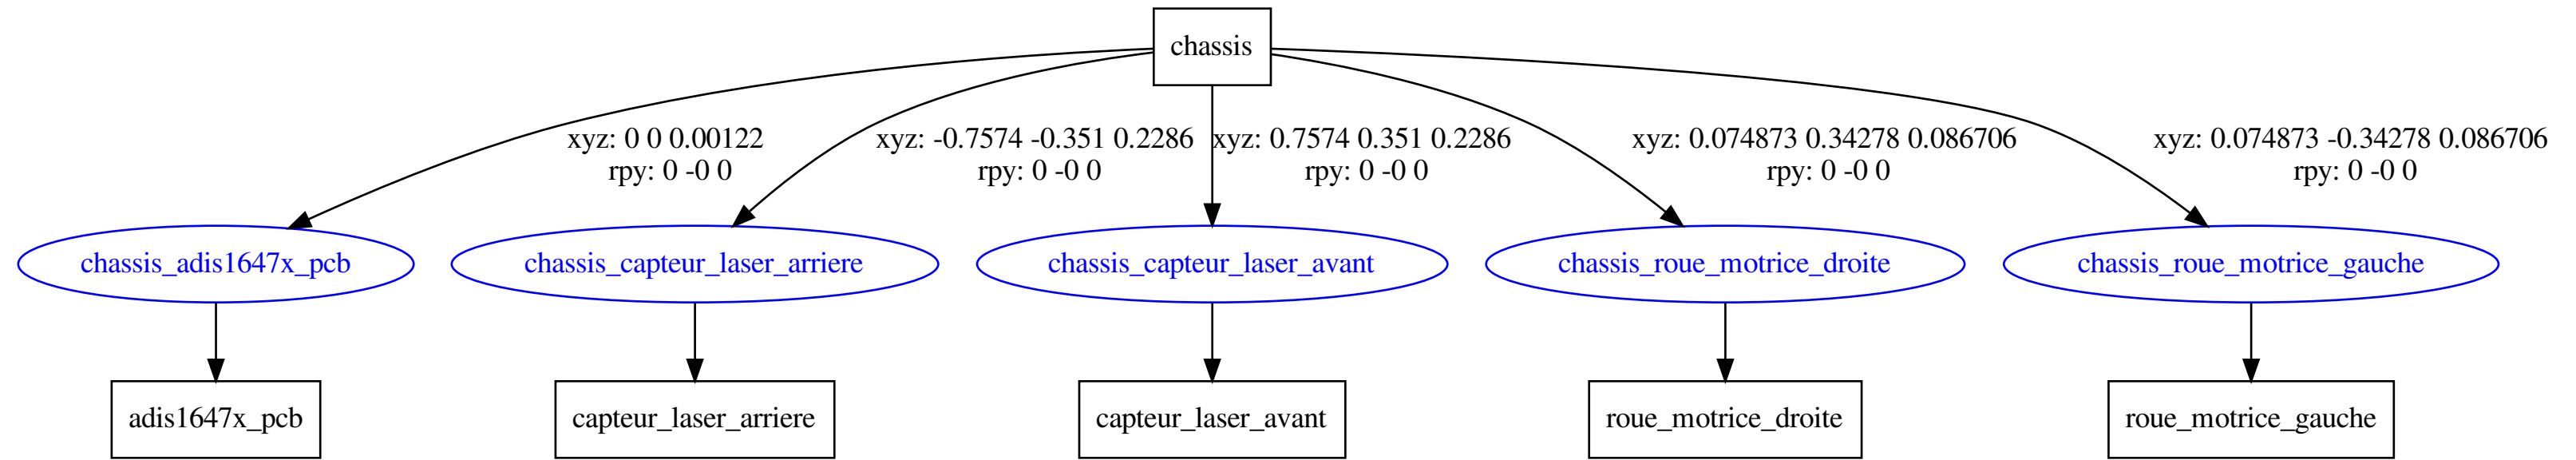 chassis
xyz: 0 0 0.00122
rpy: 0 -0 0
xyz: -0.7574 -0.351 0.2286
rpy: 0 -0 0
xyz: 0.7574 0.351 0.2286
rpy: 0 -0 0
xyz: 0.074873 0.34278 0.086706
rpy: 0 -0 0
xyz: 0.074873 -0.34278 0.086706
rpy: 0 -0 0
chassis_adis1647x_pcb
chassis_capteur_laser_arriere
chassis_capteur_laser_avant
chassis_roue_motrice_droite
chassis_roue_motrice_gauche
adis1647x_pcb
capteur_laser_arriere
capteur_laser_avant
roue_motrice_droite
roue_motrice_gauche